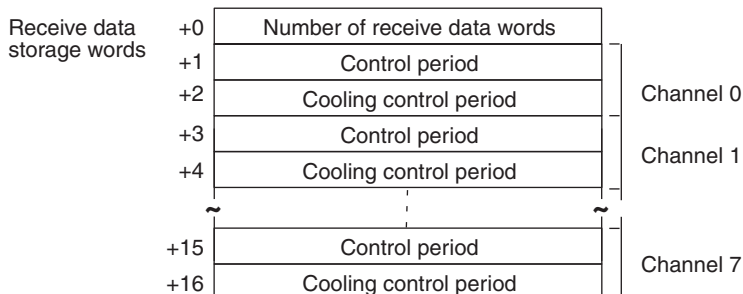 Receive data
storage words
+0 Number of receive data words
+1 Control period
+2 Cooling control period
Channel 0
+3 Control period
+4 Cooling control period
Channel 1
~ ~
+15 Control period
+16 Cooling control period
Channel 7